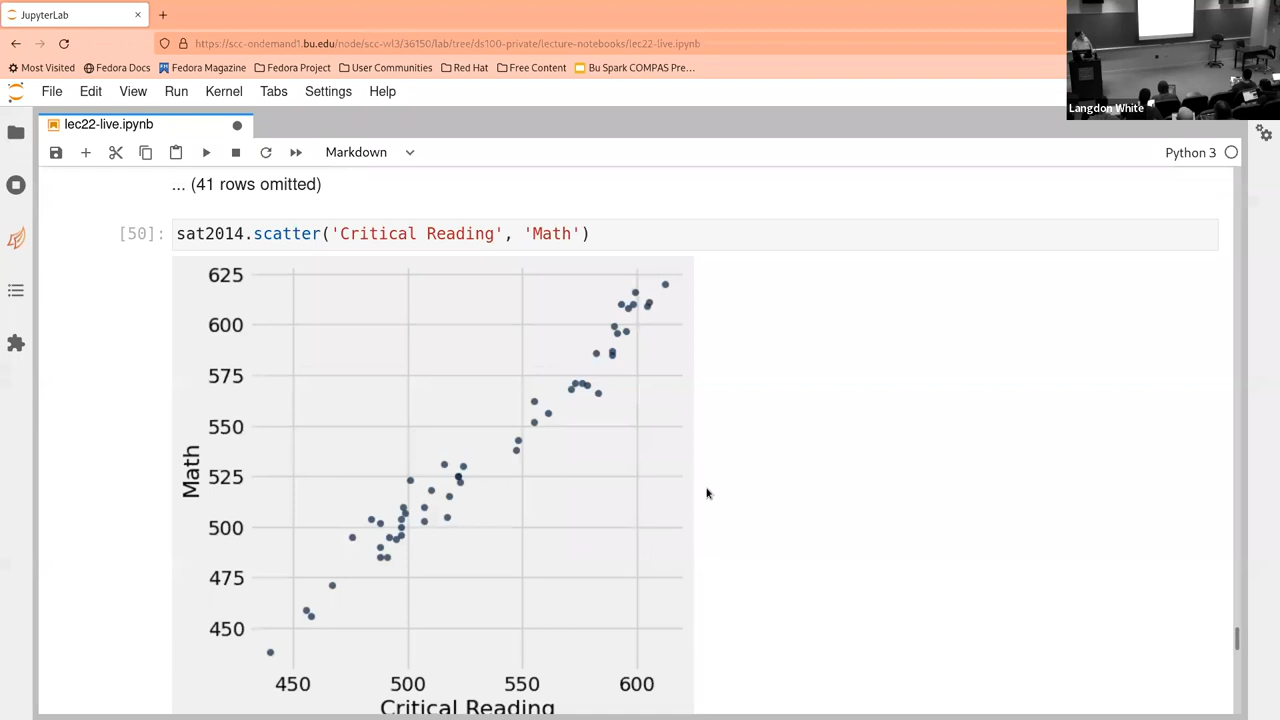 JupyterLab
https://scc-ondemand1.bu.edu/node/scc-wl3/36150/lab/tree/ds100-private/lecture-notebooks/lec22-live.ipynb
Most Visited Fedora Docs Fedora Magazine Fedora Project User Communities Red Hat Free Content Bu Spark COMPAS Pre…
Langdon White
File Edit View Run Kernel Tabs Settings Help
lec22-live.ipynb
Markdown
Python 3
... (41 rows omitted)
[50]: sat2014.scatter('Critical Reading', 'Math')
625
600
575
550
525
500
475
450
Math
450 500 550 600
Critical Reading